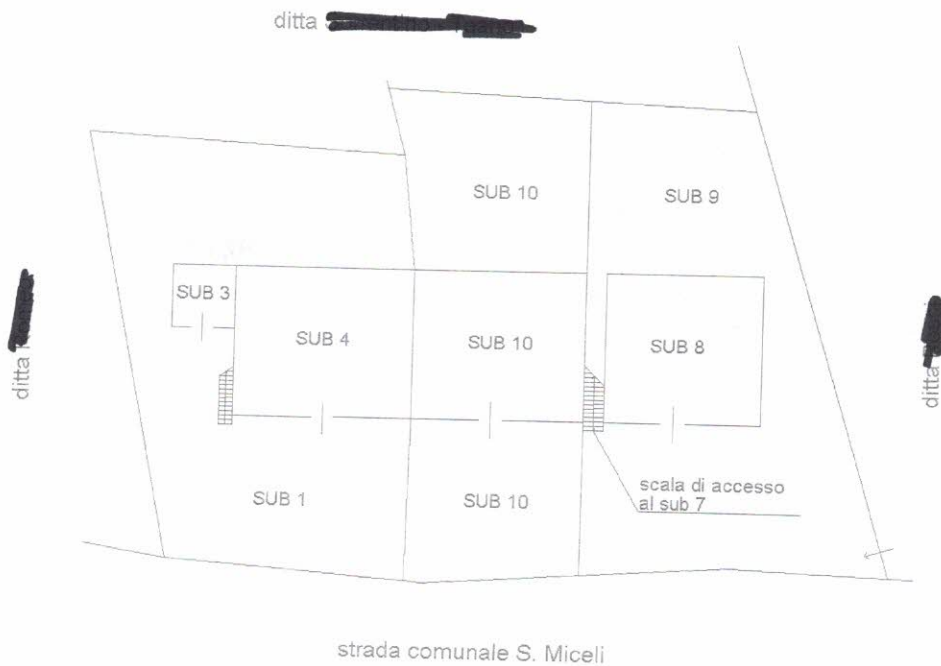 ditta
SUB 10
SUB 9
SUB 3
SUB 4
SUB 10
SUB 8
ditta
ditta
SUB 1
SUB 10
scala di accesso
al sub 7
strada comunale S. Miceli